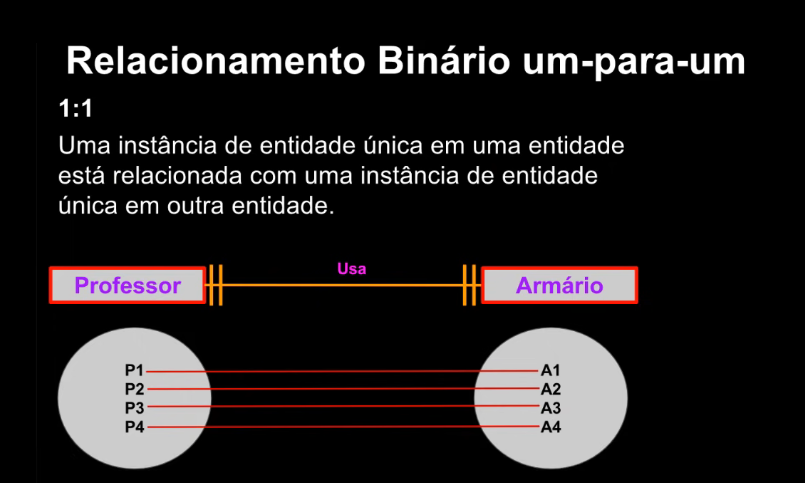 Relacionamento Binário um-para-um
1:1
Uma instância de entidade única em uma entidade
está relacionada com uma instância de entidade
única em outra entidade.
Usa
Professor
Armário
P1
A1
P2
A2
P3
A3
P4
A4